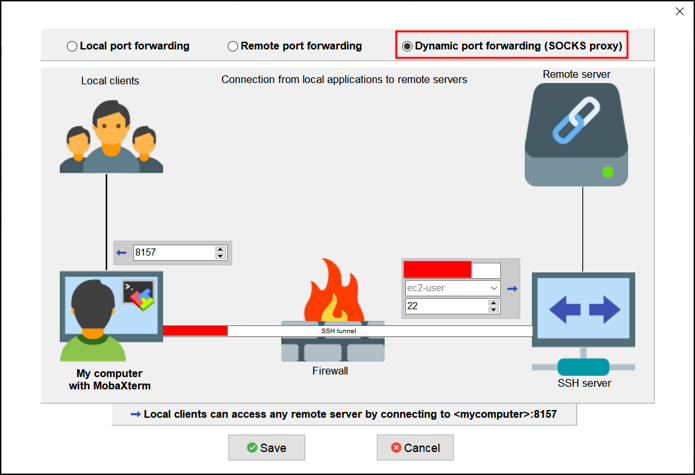 Local port forwarding
Remote port forwarding
Dynamic port forwarding (SOCKS proxy)
Local clients
Connection from local applications to remote servers
Remote server
8157
ec2-user
22
SSH tunnel
Firewall
My computer
with MobaXterm
SSH server
Local clients can access any remote server by connecting to <mycomputer>:8157
Save
Cancel